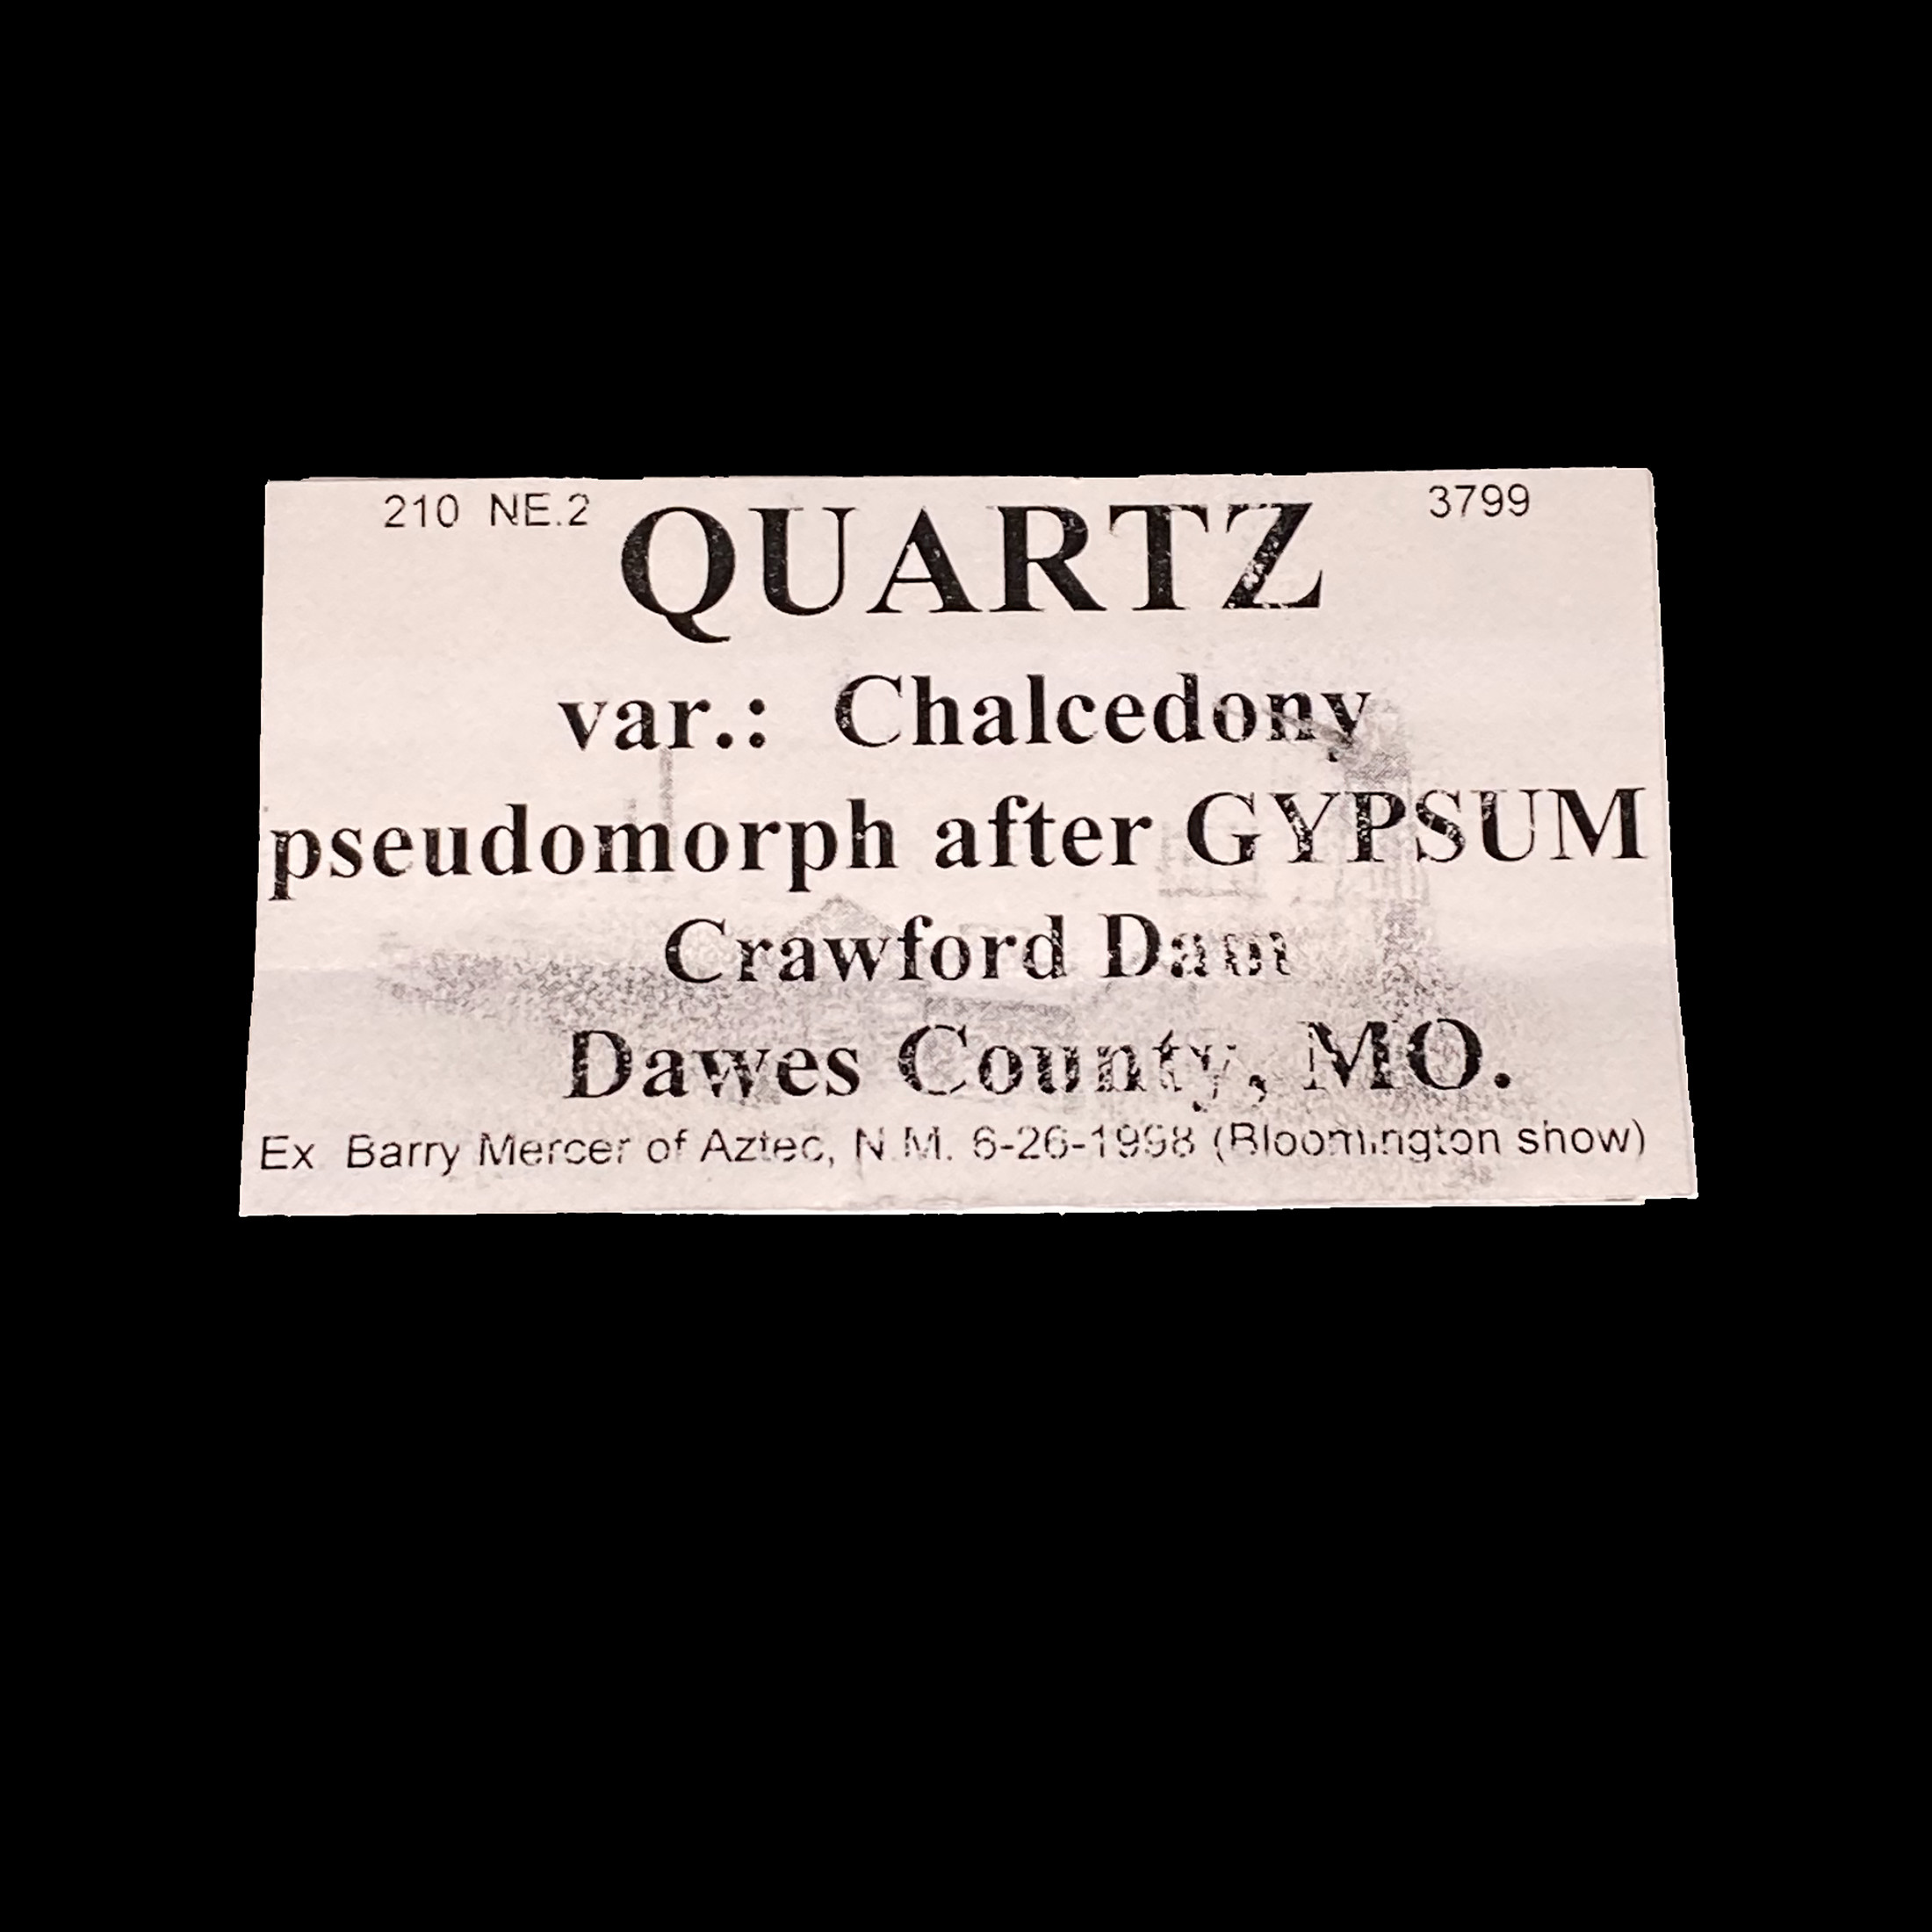 210 NE.2 QUARTZ 3799
var.: Chalcedony
pseudomorph after GYPSUM
Crawford Dam
Dawes County, MO.
Ex Barry Mercer of Aztec, N.M. 6-26-1998 (Bloomington show)